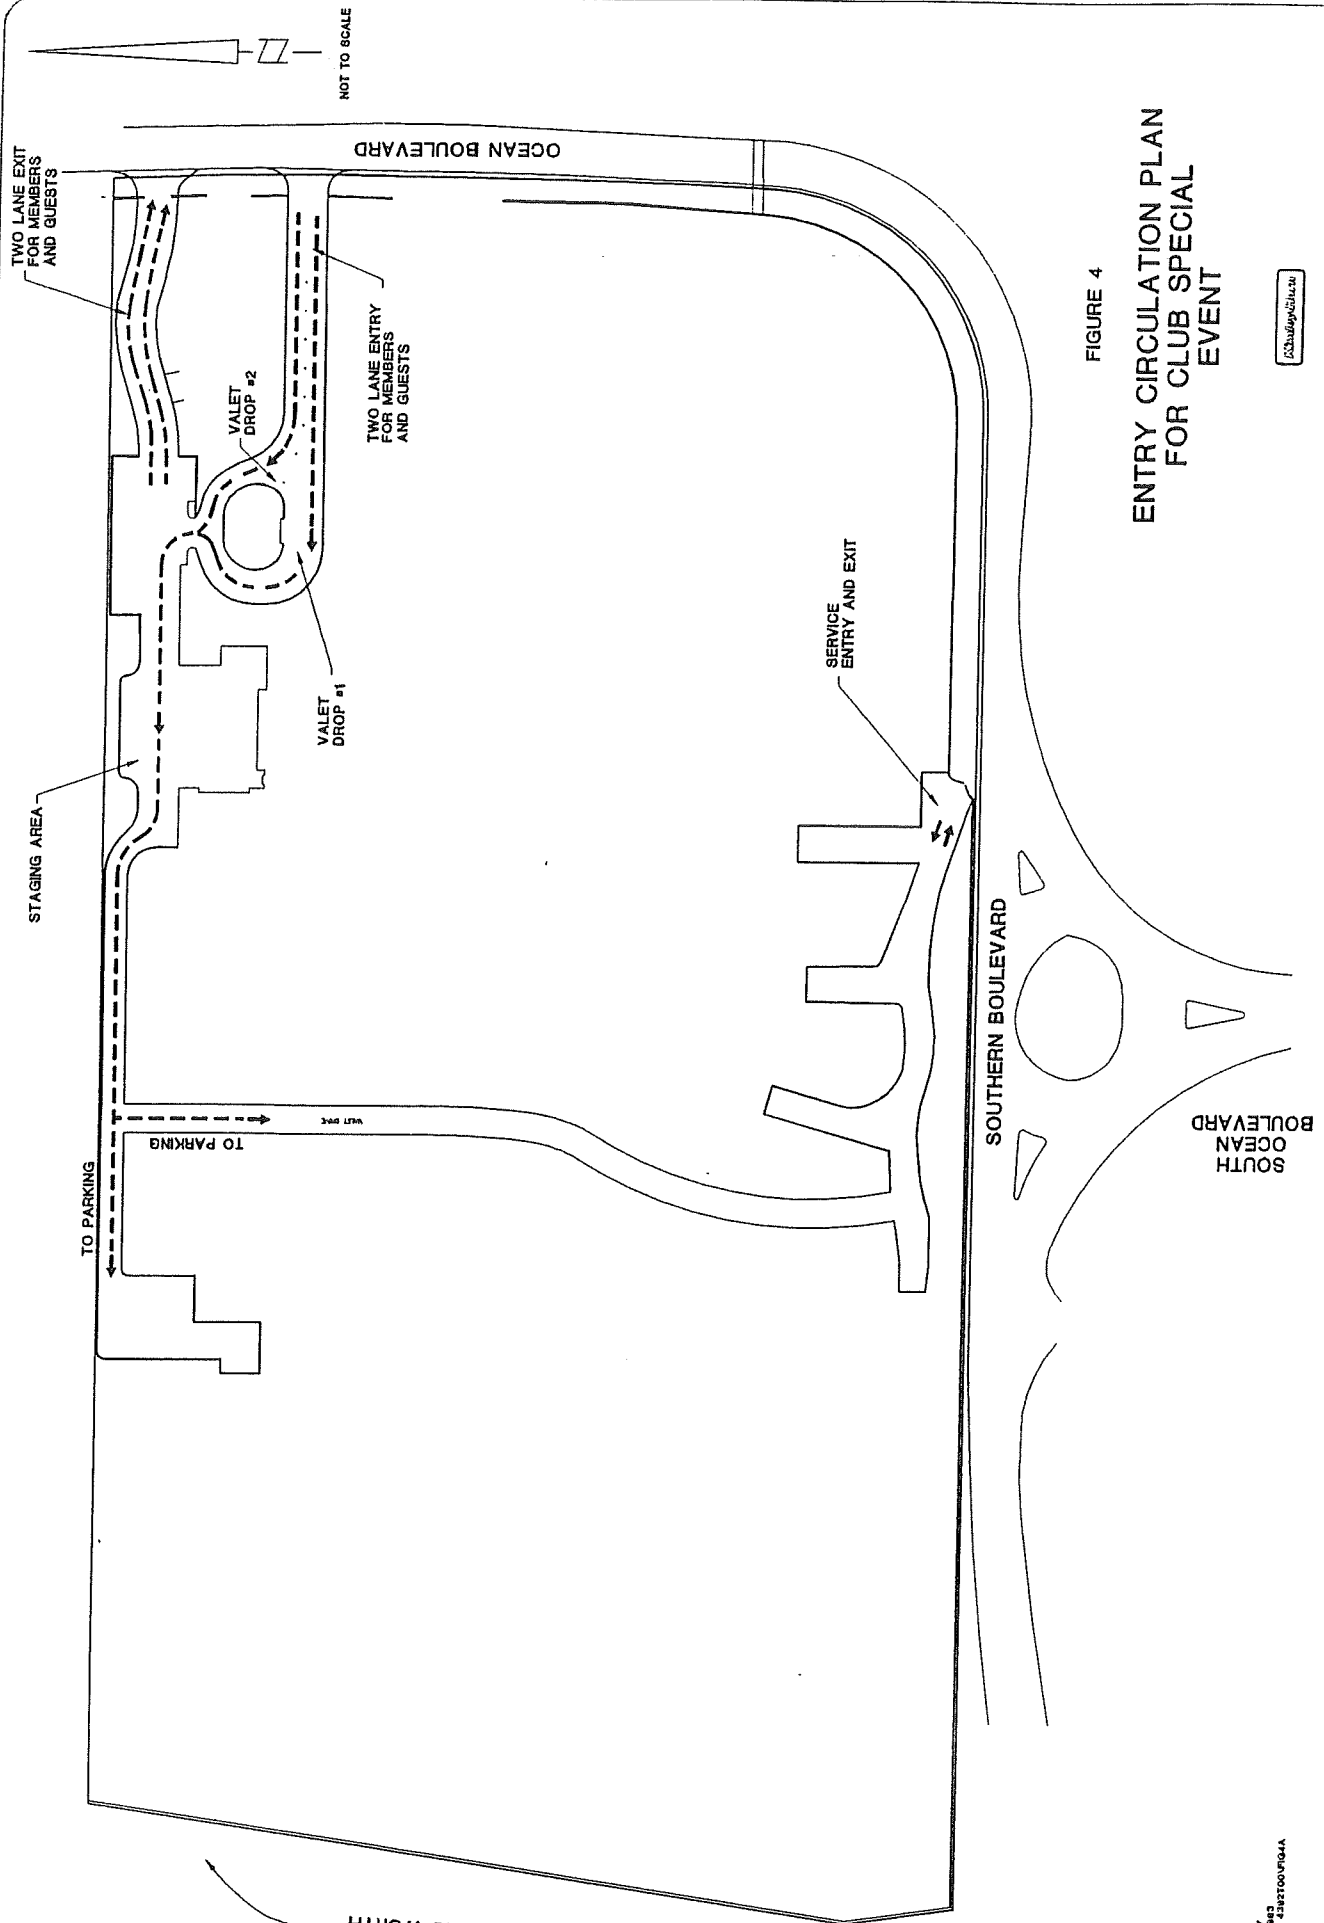 NOT TO SCALE
TWO LANE EXIT
FOR MEMBERS
AND GUESTS
OCEAN BOULEVARD
VALET
DROP #2
TWO LANE ENTRY
FOR MEMBERS
AND GUESTS
VALET
DROP #1
STAGING AREA
SERVICE
ENTRY AND EXIT
TO PARKING
TO PARKING
SOUTHERN BOULEVARD
SOUTH
OCEAN
BOULEVARD
FIGURE 4
ENTRY CIRCULATION PLAN
FOR CLUB SPECIAL
EVENT